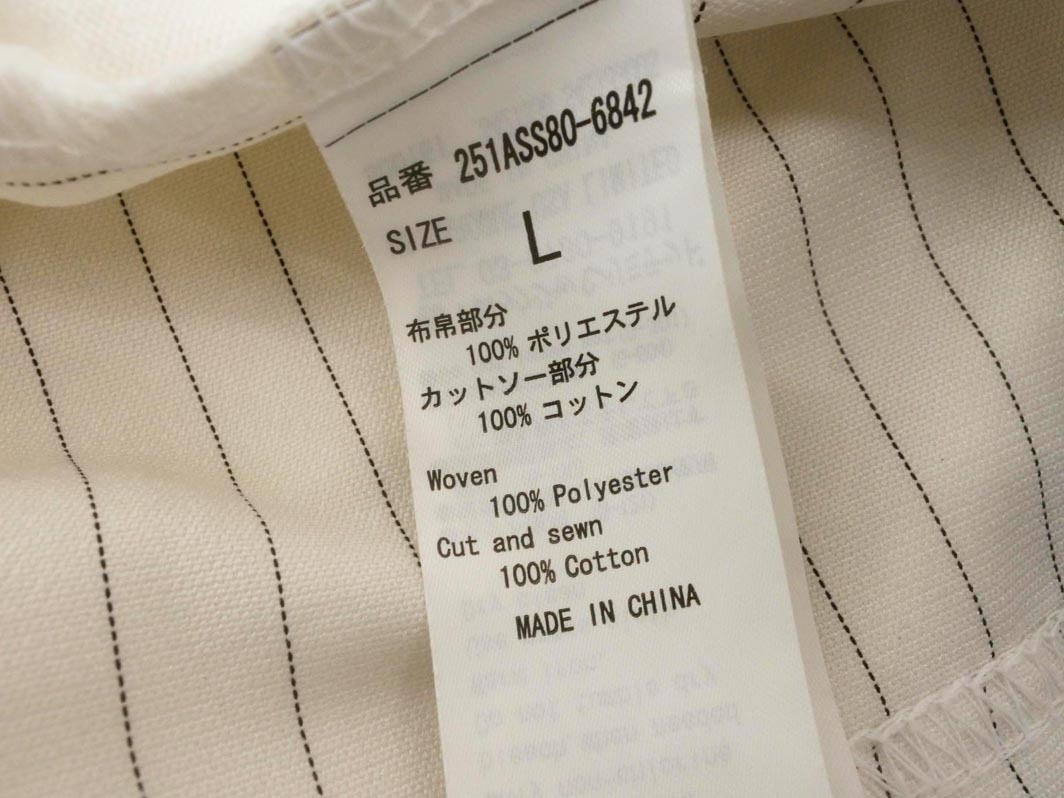 品番 251ASS80-6842
SIZE L
布帛部分
100% ポリエステル
カットソー部分
100% コットン
Woven
100% Polyester
Cut and sewn
100% Cotton
MADE IN CHINA